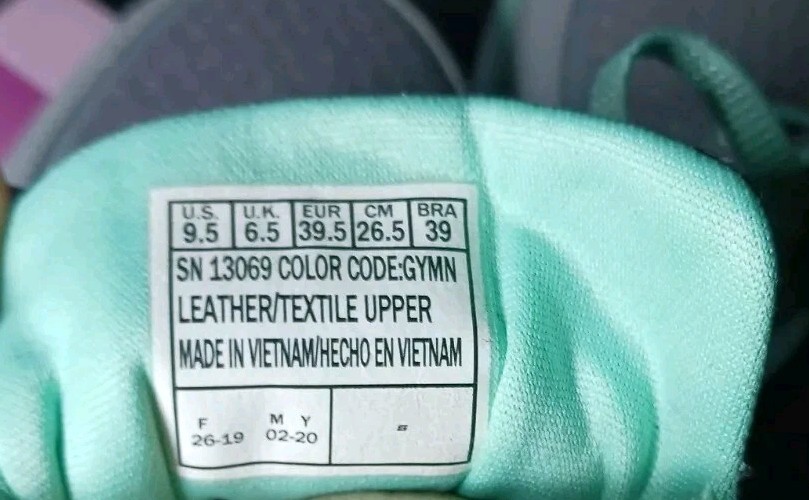 U.S. U.K. EUR CM BRA
9.5 6.5 39.5 26.5 39
SN 13069 COLOR CODE:GYMN
LEATHER/TEXTILE UPPER
MADE IN VIETNAM/HECHO EN VIETNAM
F M Y
26-19 02-20